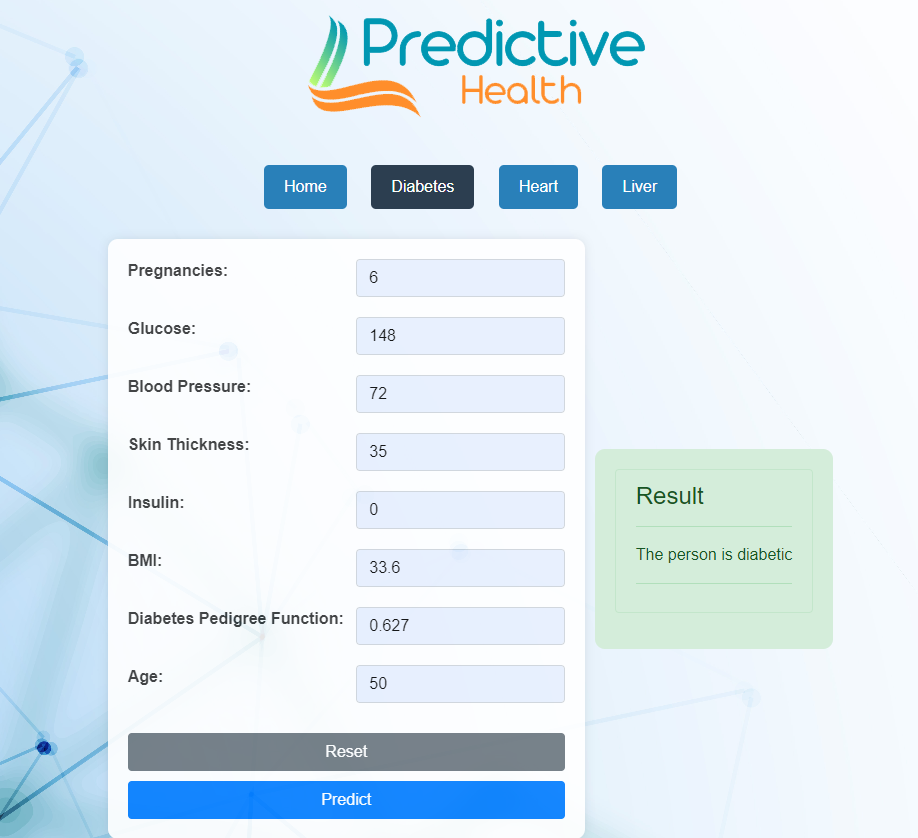 Predictive
Health
Home Diabetes Heart Liver
Pregnancies: 6
Glucose: 148
Blood Pressure: 72
Skin Thickness: 35
Insulin: 0
BMI: 33.6
Diabetes Pedigree Function: 0.627
Age: 50
Reset
Predict
Result
The person is diabetic